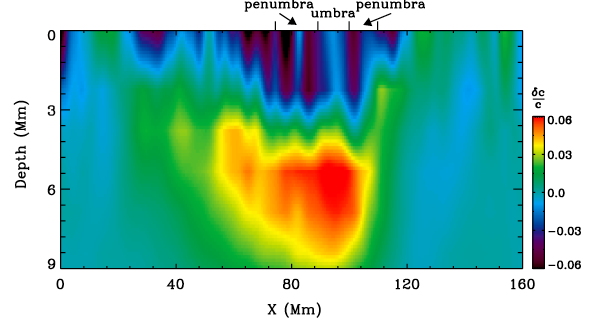 penumbra penumbra
umbra
0
3
6
9
Depth (Mm)
0 40 80 120 160
X (Mm)
δc
c
0.06
0.03
0.0
-0.03
-0.06